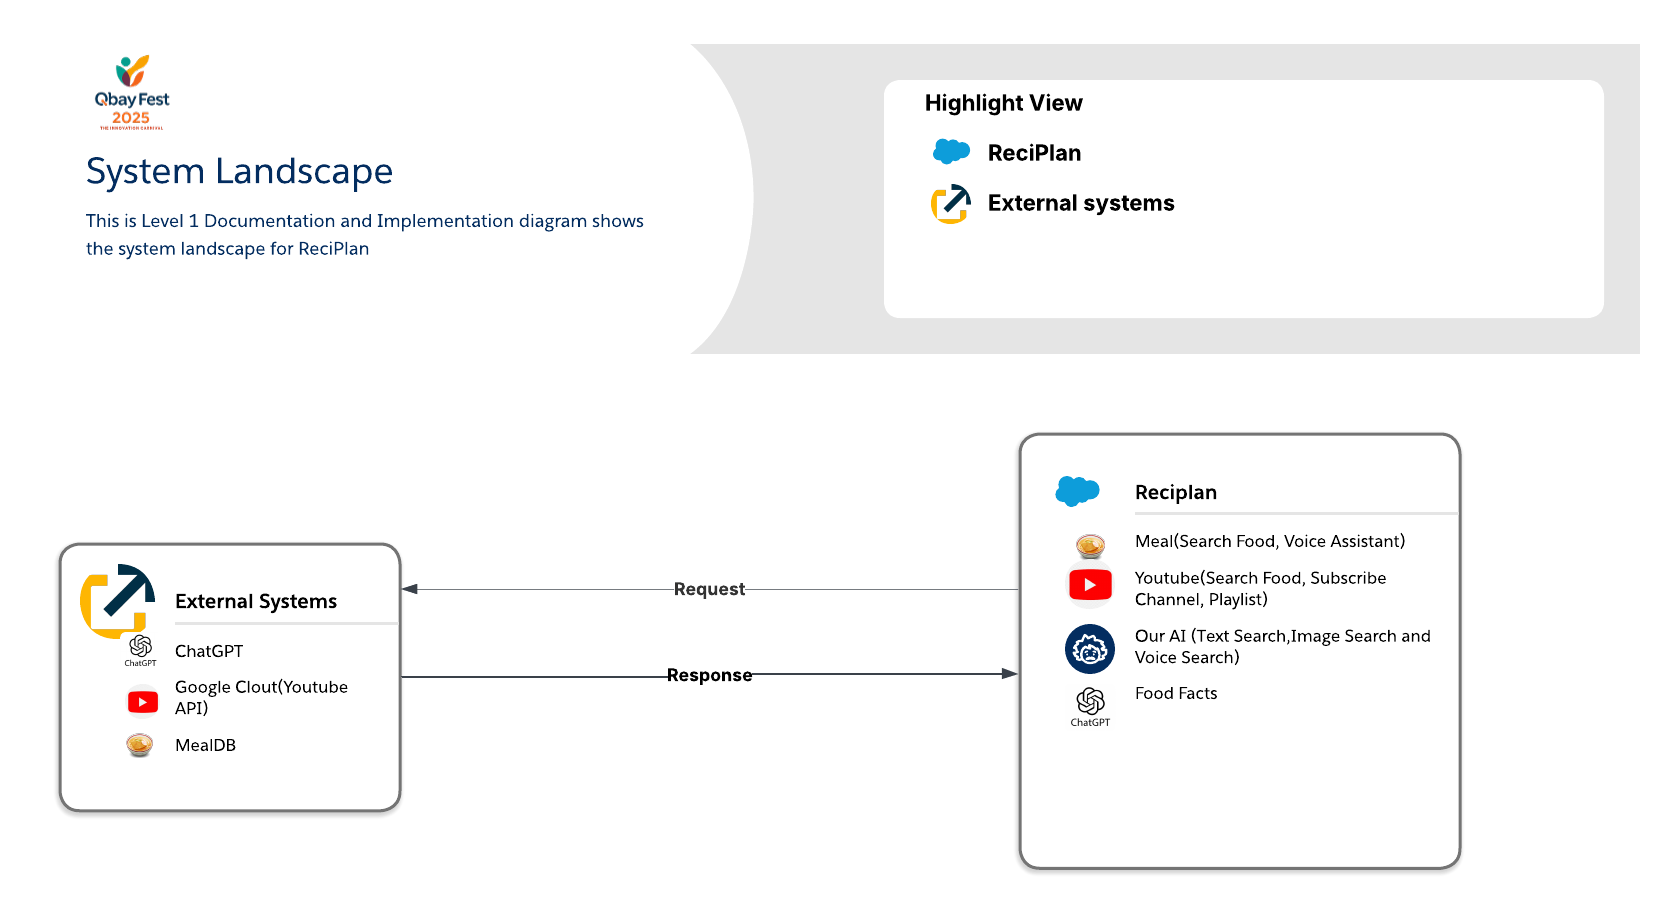 Qbay Fest
2025
THE INNOVATION CARNIVAL
System Landscape
This is Level 1 Documentation and Implementation diagram shows
the system landscape for ReciPlan
Highlight View
ReciPlan
External systems
External Systems
ChatGPT
ChatGPT
Google Clout(Youtube
API)
MealDB
Request
Response
Reciplan
Meal(Search Food, Voice Assistant)
Youtube(Search Food, Subscribe
Channel, Playlist)
Our AI (Text Search,Image Search and
Voice Search)
Food Facts
ChatGPT